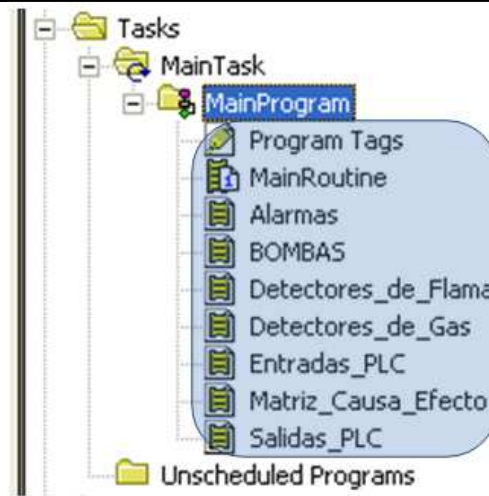 Tasks
MainTask
MainProgram
Program Tags
MainRoutine
Alarmas
BOMBAS
Detectores_de_Flama
Detectores_de_Gas
Entradas_PLC
Matriz_Causa_Efecto
Salidas_PLC
Unscheduled Programs